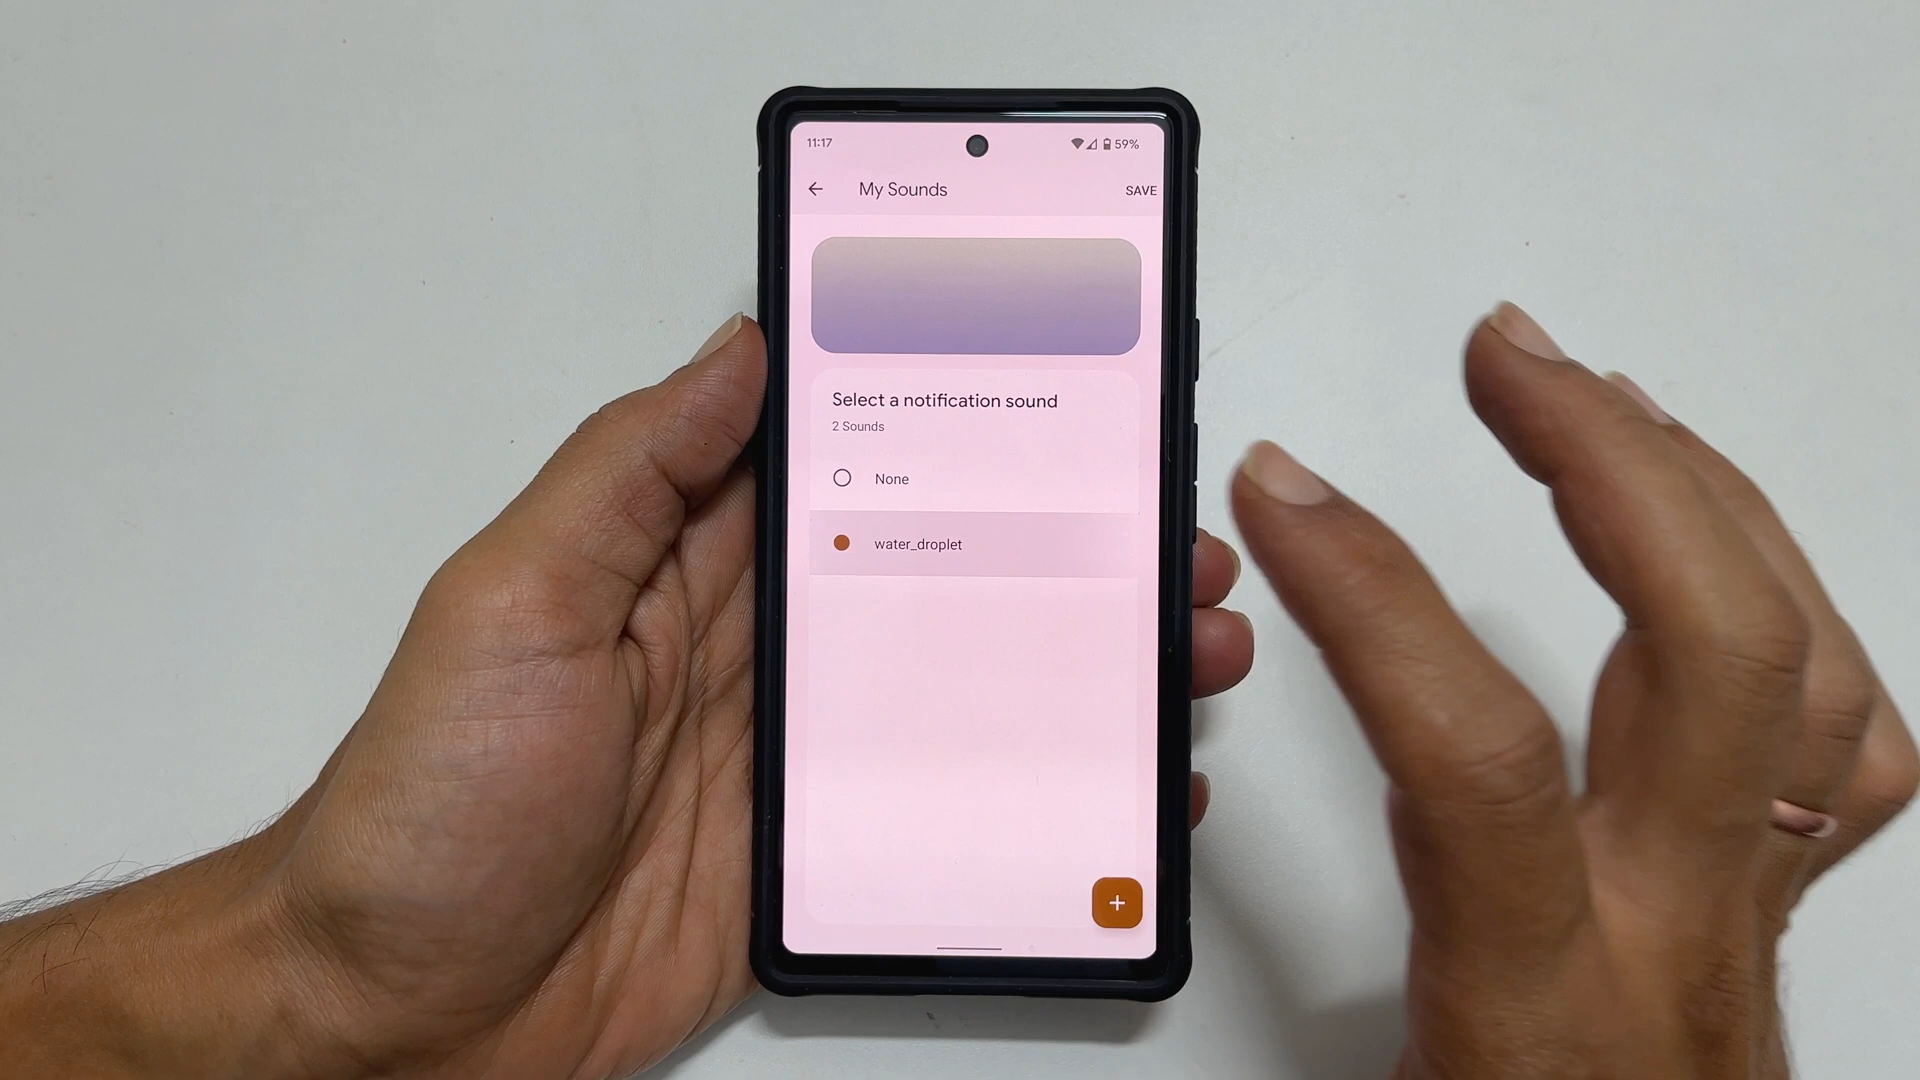 11:17
59%
My Sounds
SAVE
Select a notification sound
2 Sounds
None
water_droplet
+